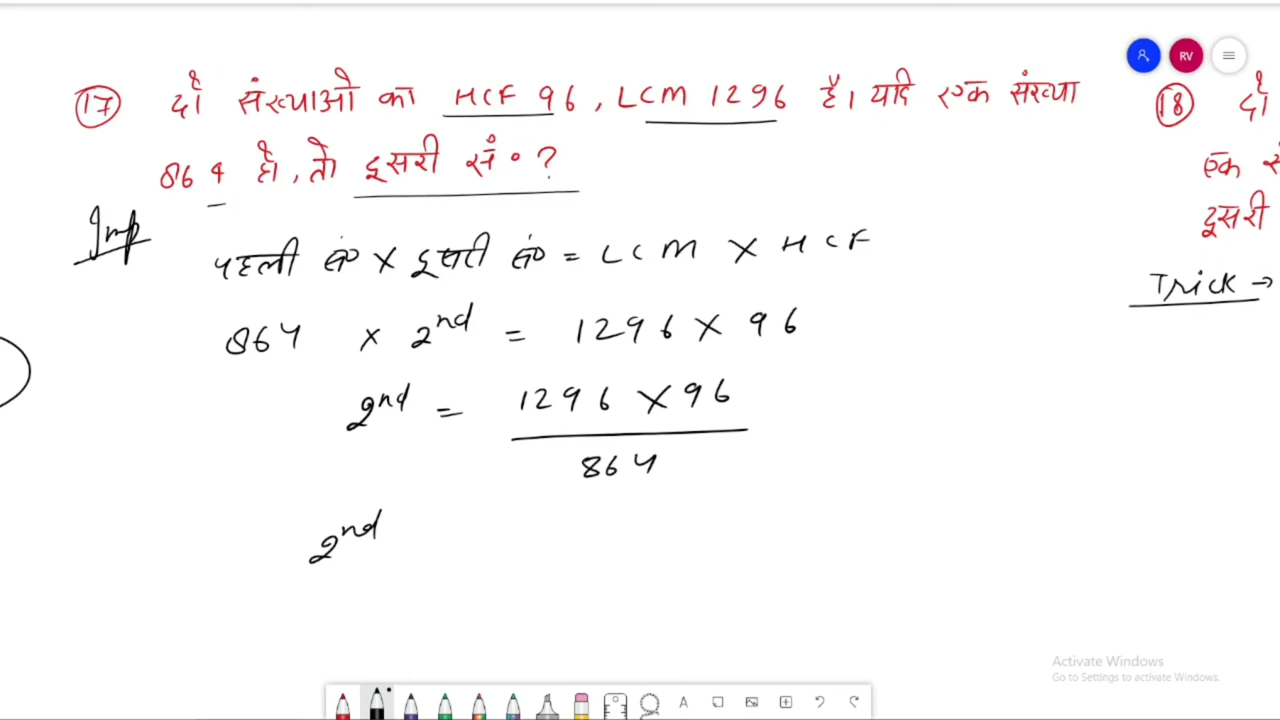 RV
17 दो संख्याओं का HCF 96, LCM 1296 है। यदि एक संख्या
864 है, तो दूसरी सं० ?
Imp
पहली सं० × दूसरी सं० = LCM × HCF
864 × 2nd = 1296 × 96
2nd = 1296 × 96
864
2nd
18 दो
एक सं
दूसरी
Trick →
A
Activate Windows
Go to Settings to activate Windows.